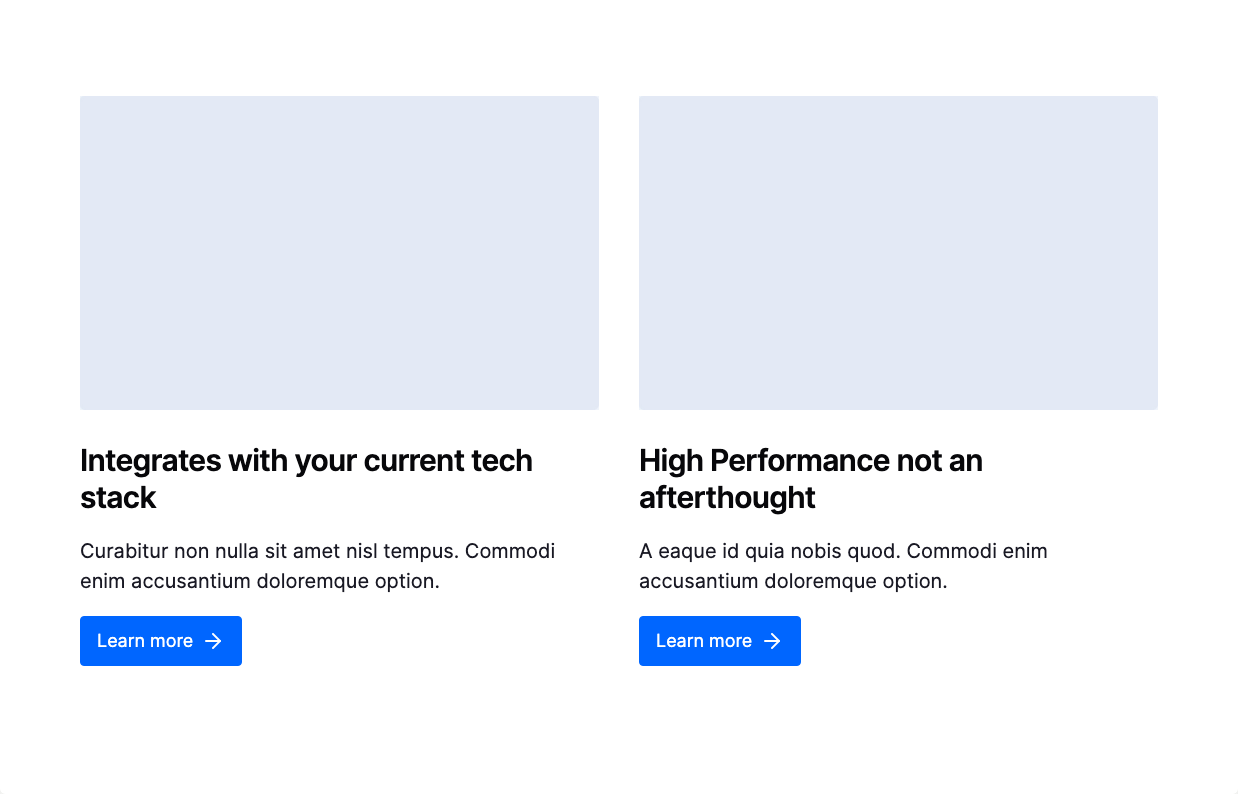 Integrates with your current tech
stack
Curabitur non nulla sit amet nisl tempus. Commodi
enim accusantium doloremque option.
Learn more
High Performance not an
afterthought
A eaque id quia nobis quod. Commodi enim
accusantium doloremque option.
Learn more